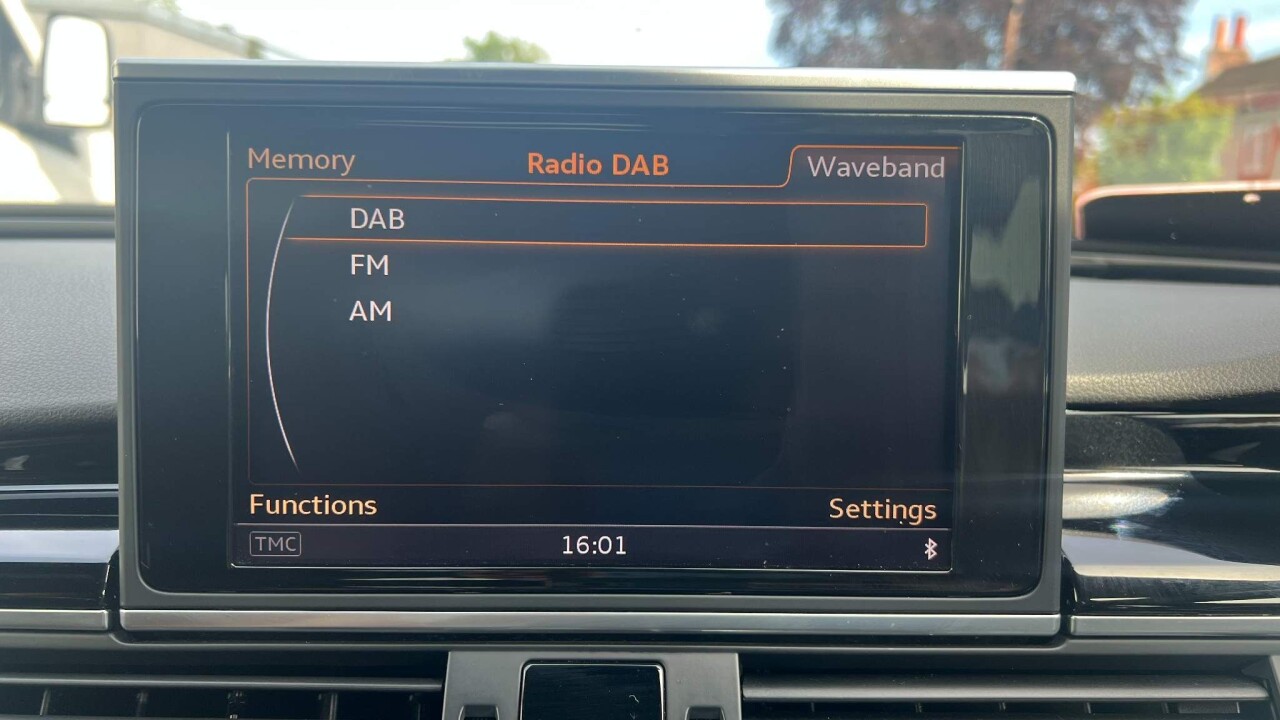 Memory Radio DAB Waveband
DAB
FM
AM
Functions Settings
TMC 16:01